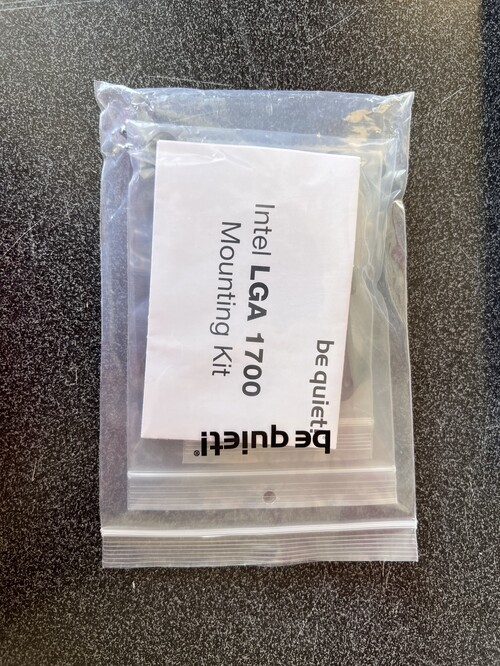 be quiet!
Intel LGA 1700
Mounting Kit
be quiet!®